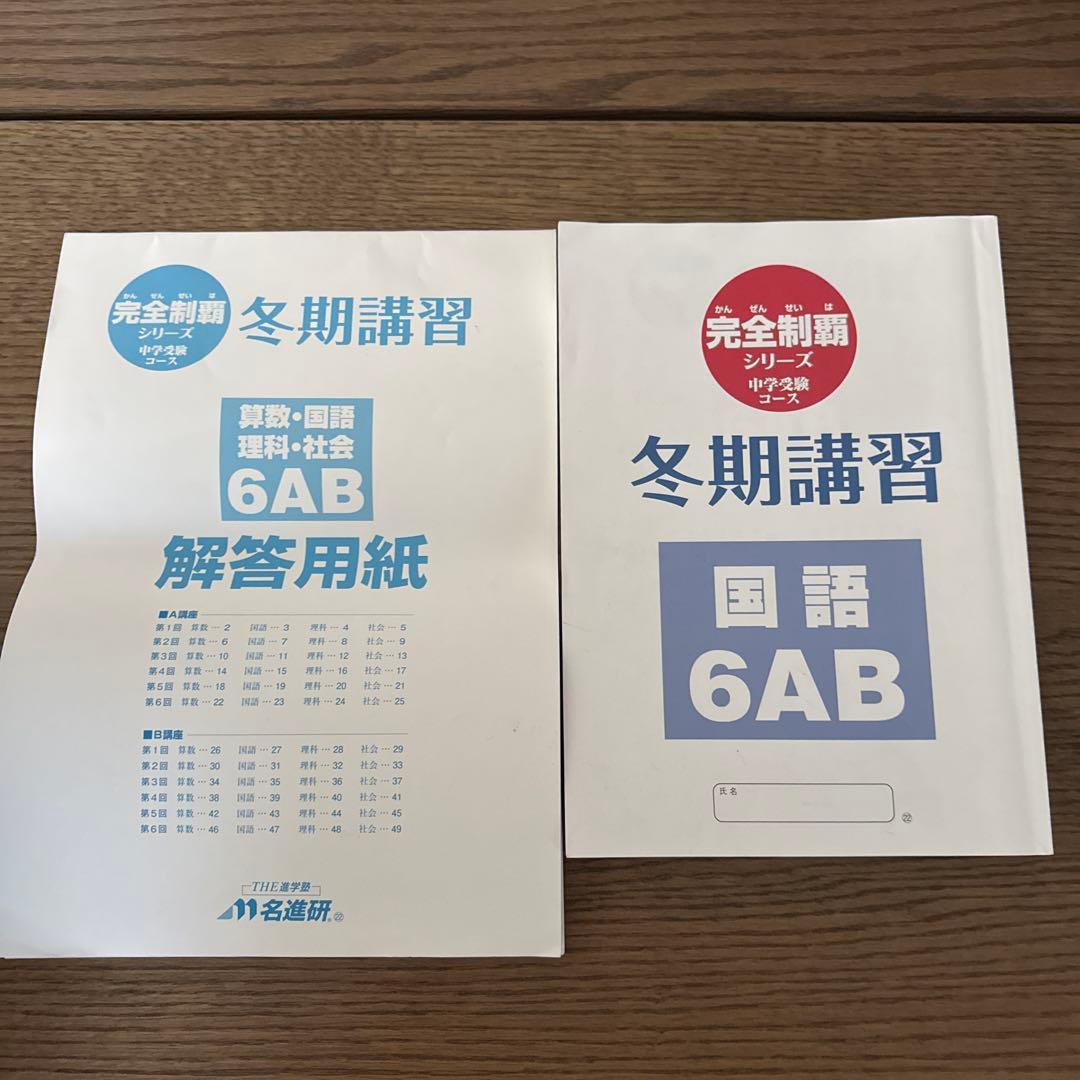 かん ぜん せい は
完全制覇
シリーズ
中学受験
コース
冬期講習
算数・国語
理科・社会
6AB
解答用紙
■A講座
第1回 算数…2 国語…3 理科…4 社会…5
第2回 算数…6 国語…7 理科…8 社会…9
第3回 算数…10 国語…11 理科…12 社会…13
第4回 算数…14 国語…15 理科…16 社会…17
第5回 算数…18 国語…19 理科…20 社会…21
第6回 算数…22 国語…23 理科…24 社会…25
■B講座
第1回 算数…26 国語…27 理科…28 社会…29
第2回 算数…30 国語…31 理科…32 社会…33
第3回 算数…34 国語…35 理科…36 社会…37
第4回 算数…38 国語…39 理科…40 社会…41
第5回 算数…42 国語…43 理科…44 社会…45
第6回 算数…46 国語…47 理科…48 社会…49
THE進学塾
名進研® ㉒
かん ぜん せい は
完全制覇
シリーズ
中学受験
コース
冬期講習
国語
6AB
氏名
㉒